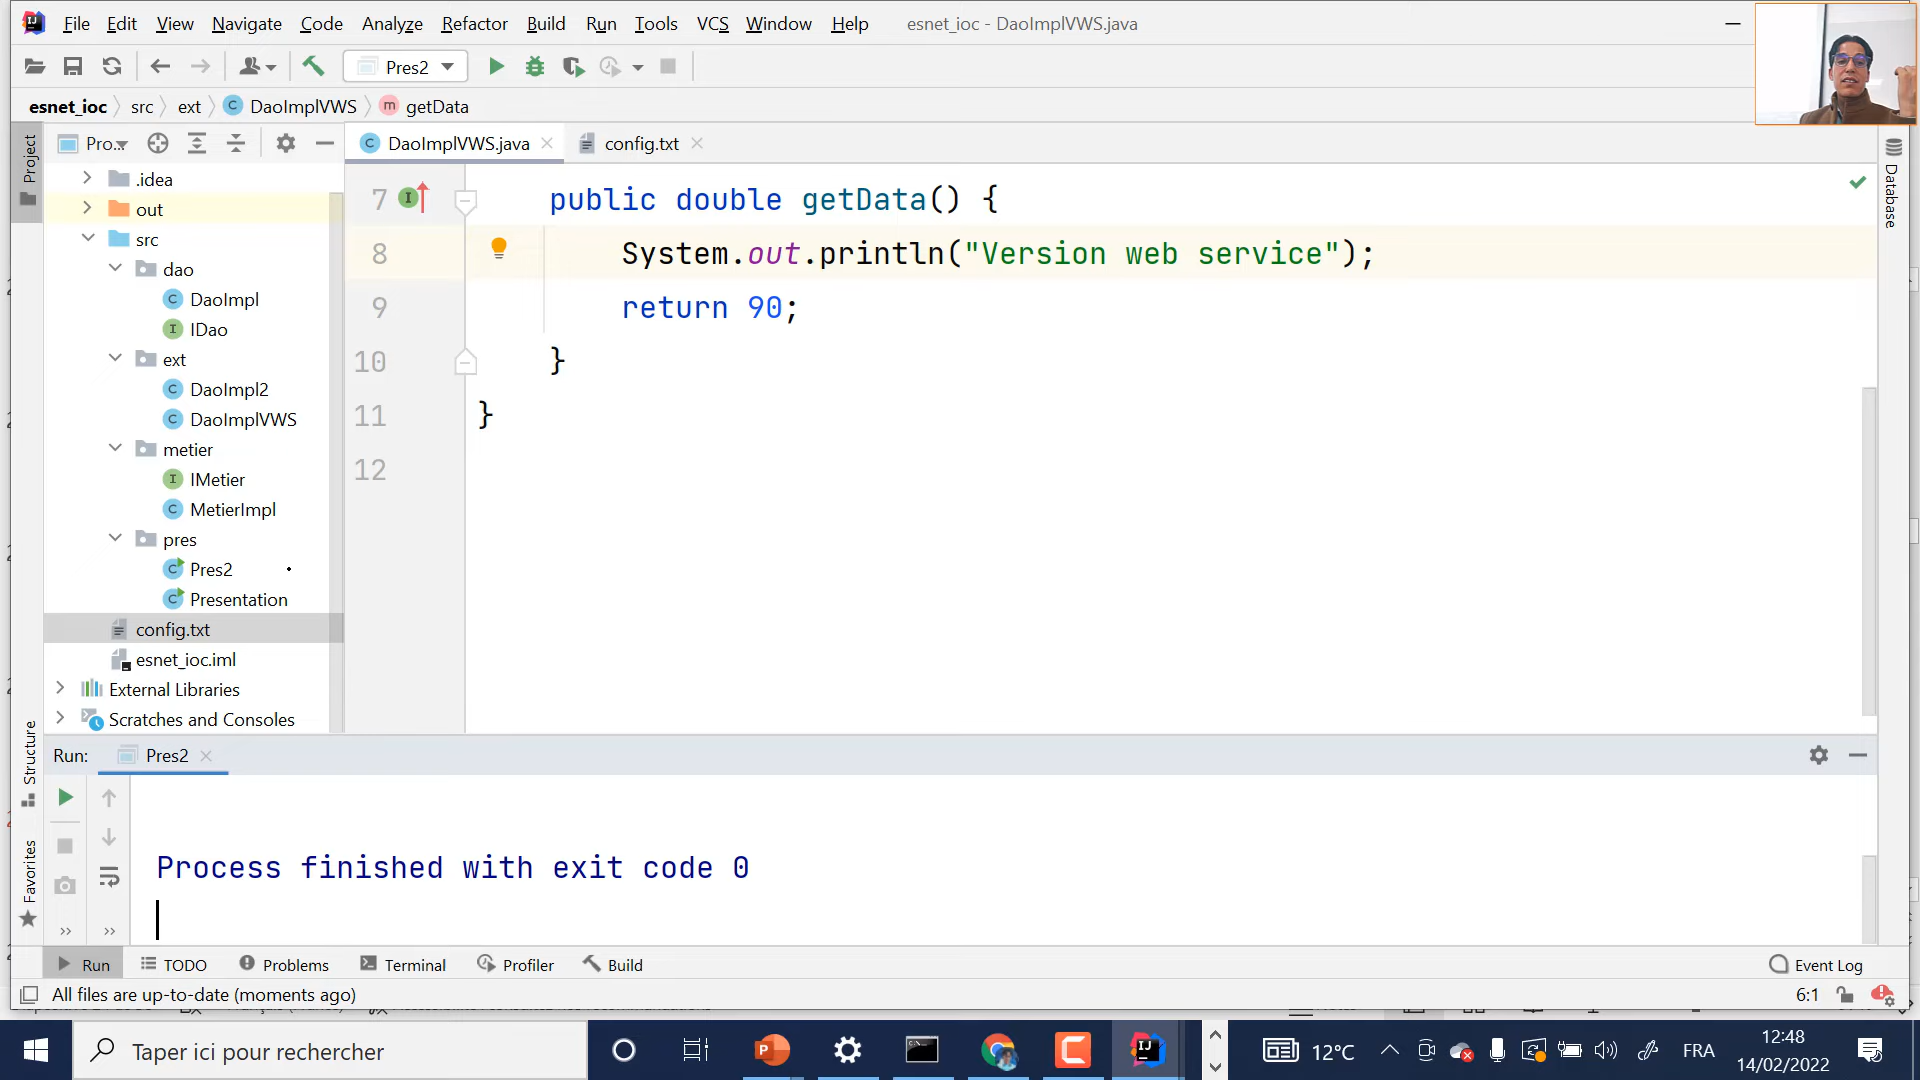 File Edit View Navigate Code Analyze Refactor Build Run Tools VCS Window Help esnet_ioc - DaoImplVWS.java
Pres2
esnet_ioc src ext DaoImplVWS getData
Project
Pro...
DaoImplVWS.java
config.txt
Database
.idea
out
src
dao
DaoImpl
IDao
ext
DaoImpl2
DaoImplVWS
metier
IMetier
MetierImpl
pres
Pres2
Presentation
config.txt
esnet_ioc.iml
External Libraries
Scratches and Consoles
7 public double getData() {
8 System.out.println("Version web service");
9 return 90;
10 }
11 }
12
Structure
Favorites
Run: Pres2
Process finished with exit code 0
Run TODO Problems Terminal Profiler Build Event Log
All files are up-to-date (moments ago) 6:1
Taper ici pour rechercher
12°C FRA 12:48
14/02/2022